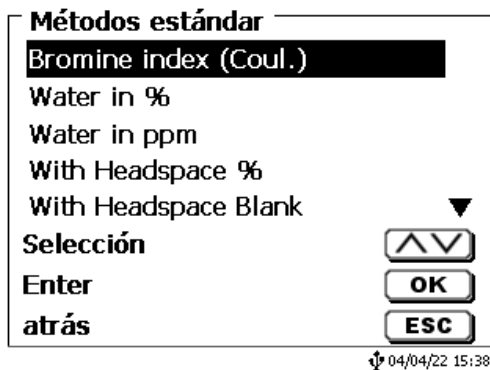 Métodos estándar
Bromine index (Coul.)
Water in %
Water in ppm
With Headspace %
With Headspace Blank
Selección
Enter OK
atrás ESC
04/04/22 15:38